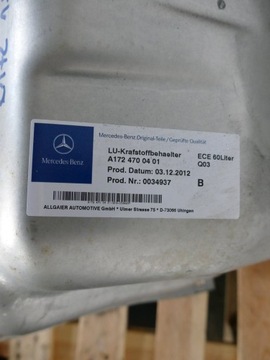 Mercedes-Benz Original-Teile / Geprüfte Qualität
Mercedes-Benz
LU-Krafstoffbehaelter ECE 60Liter
A172 470 04 01 Q03
Prod. Datum: 03.12.2012
Prod. Nr.: 0034937 B
ALLGAIER AUTOMOTIVE GmbH * Ulmer Strasse 75 * D-73066 Uhingen